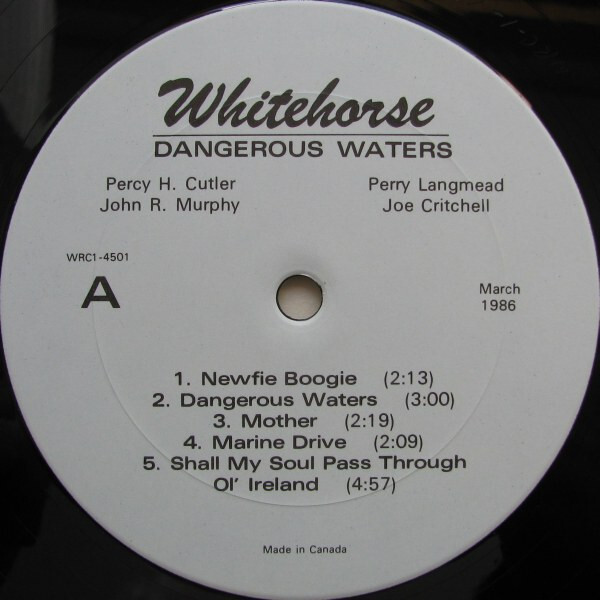 Whitehorse
DANGEROUS WATERS
Percy H. Cutler
John R. Murphy
Perry Langmead
Joe Critchell
WRC1-4501
A
March
1986
1. Newfie Boogie (2:13)
2. Dangerous Waters (3:00)
3. Mother (2:19)
4. Marine Drive (2:09)
5. Shall My Soul Pass Through
Ol' Ireland (4:57)
Made in Canada